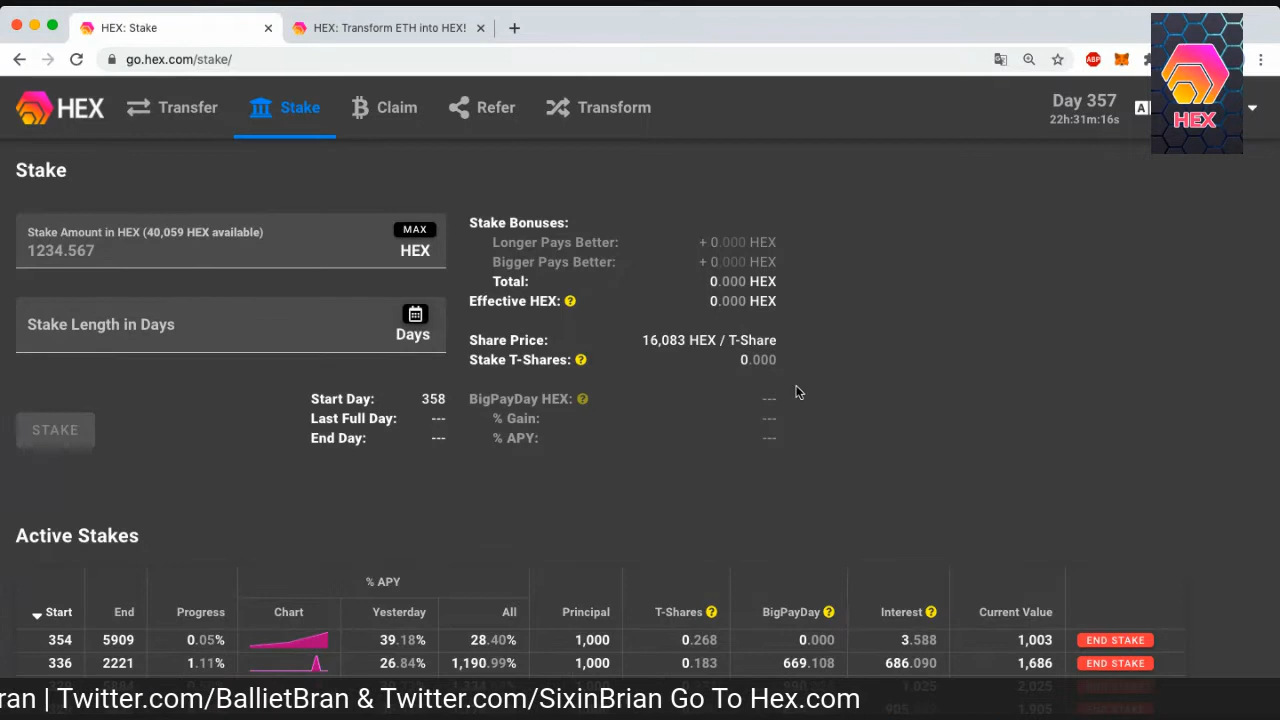 HEX: Stake
HEX: Transform ETH into HEX!
go.hex.com/stake/
ABP
HEX
Transfer
Stake
Claim
Refer
Transform
Day 357
22h:31m:16s
HEX
Stake
Stake Amount in HEX (40,059 HEX available)
MAX
1234.567
HEX
Stake Length in Days
Days
Start Day: 358
Last Full Day: ---
End Day: ---
STAKE
Stake Bonuses:
Longer Pays Better: + 0.000 HEX
Bigger Pays Better: + 0.000 HEX
Total: 0.000 HEX
Effective HEX: ? 0.000 HEX
Share Price: 16,083 HEX / T-Share
Stake T-Shares: ? 0.000
BigPayDay HEX: ? ---
% Gain: ---
% APY: ---
Active Stakes
% APY
Start End Progress Chart Yesterday All Principal T-Shares ? BigPayDay ? Interest ? Current Value
354 5909 0.05% 39.18% 28.40% 1,000 0.268 0.000 3.588 1,003 END STAKE
336 2221 1.11% 26.84% 1,190.99% 1,000 0.183 669.108 686.090 1,686 END STAKE
ran | Twitter.com/BallietBran & Twitter.com/SixinBrian Go To Hex.com